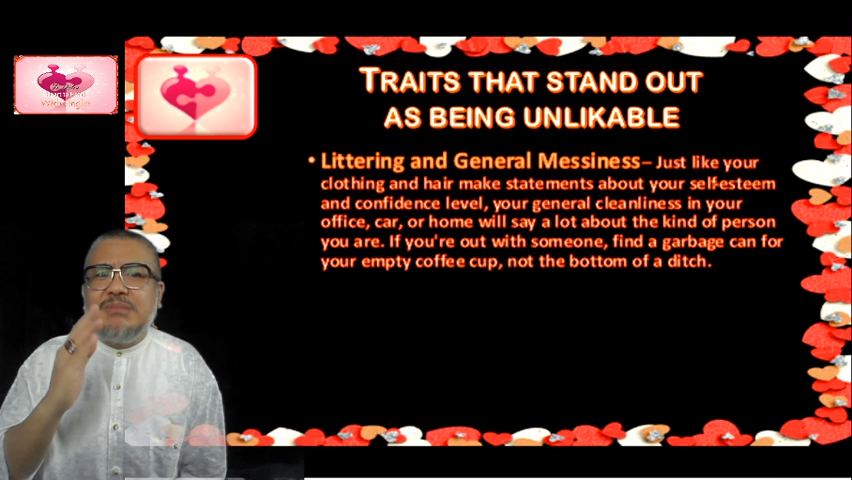 TRAITS THAT STAND OUT
AS BEING UNLIKABLE
• Littering and General Messiness– Just like your
clothing and hair make statements about your self-esteem
and confidence level, your general cleanliness in your
office, car, or home will say a lot about the kind of person
you are. If you're out with someone, find a garbage can for
your empty coffee cup, not the bottom of a ditch.